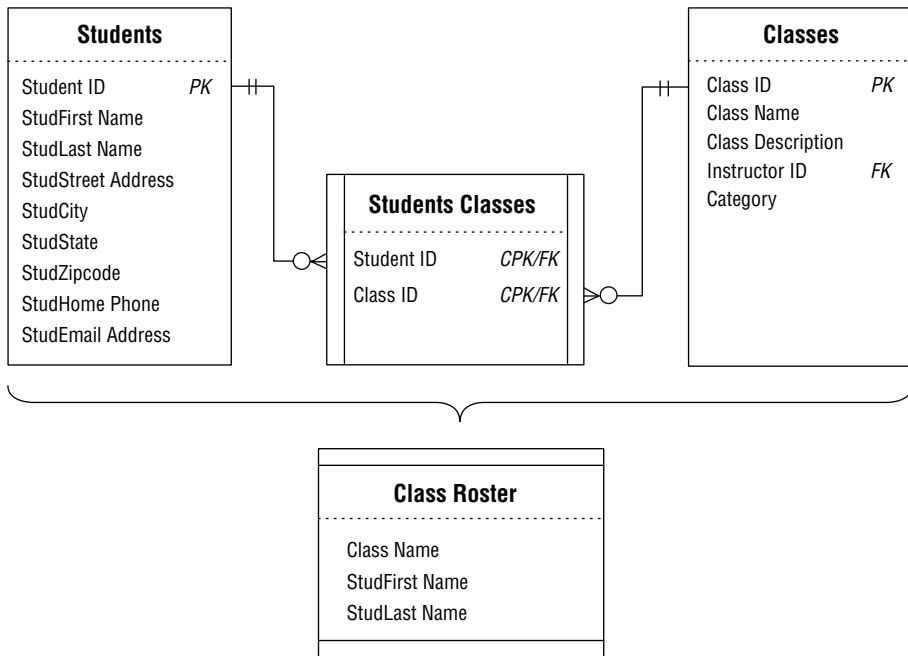 Students
Student ID PK
StudFirst Name
StudLast Name
StudStreet Address
StudCity
StudState
StudZipcode
StudHome Phone
StudEmail Address
Students Classes
Student ID CPK/FK
Class ID CPK/FK
Classes
Class ID PK
Class Name
Class Description
Instructor ID FK
Category
Class Roster
Class Name
StudFirst Name
StudLast Name